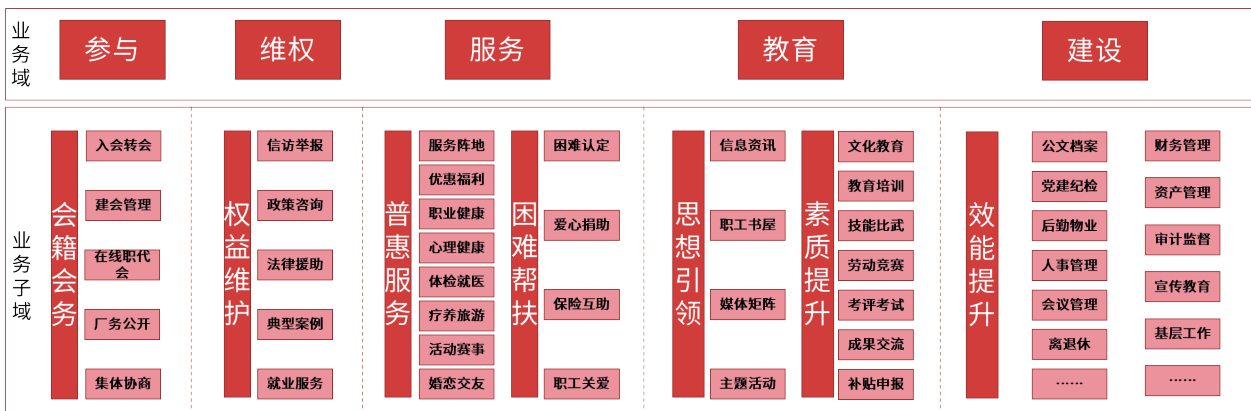 业务域
参与
维权
服务
教育
建设
业务子域
会籍会务
入会转会
建会管理
在线职代
会
厂务公开
集体协商
权益维护
信访举报
政策咨询
法律援助
典型案例
就业服务
普惠服务
服务阵地
优惠福利
职业健康
心理健康
体检就医
疗养旅游
活动赛事
婚恋交友
困难帮扶
困难认定
爱心捐助
保险互助
职工关爱
思想引领
信息资讯
职工书屋
媒体矩阵
主题活动
素质提升
文化教育
教育培训
技能比武
劳动竞赛
考评考试
成果交流
补贴申报
效能提升
公文档案
党建纪检
后勤物业
人事管理
会议管理
离退休
……
财务管理
资产管理
审计监督
宣传教育
基层工作
……